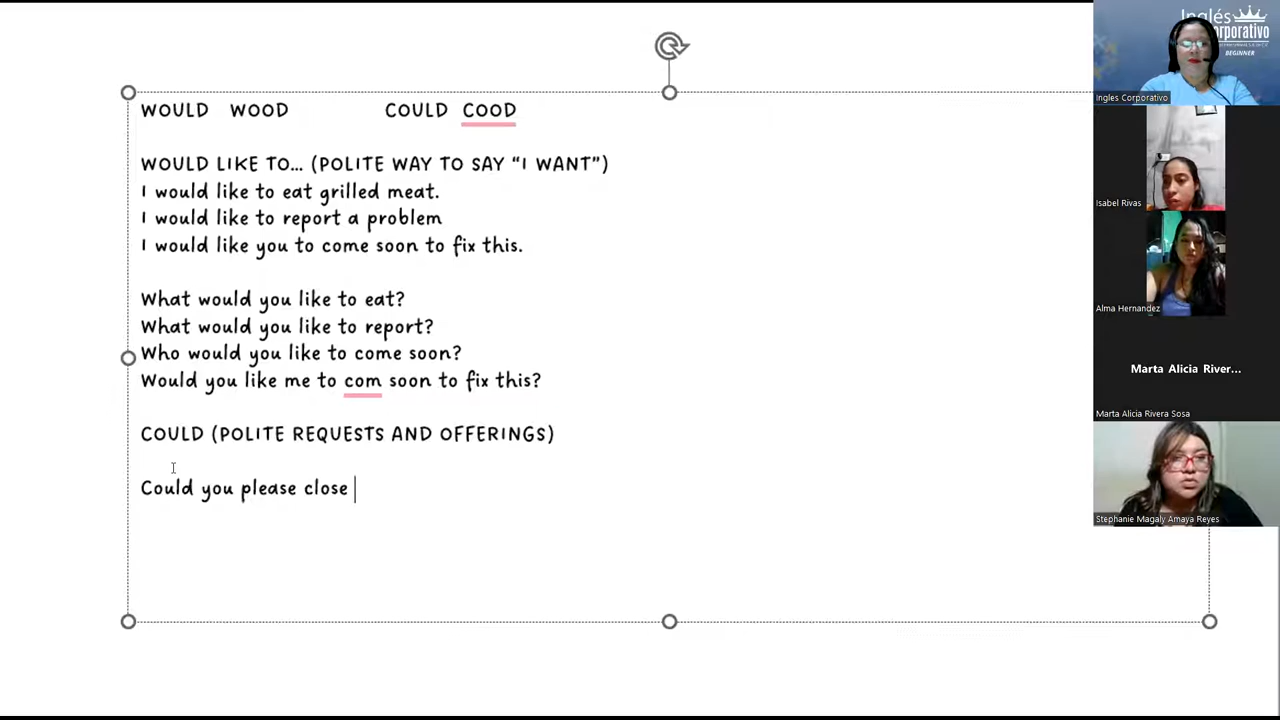 WOULD WOOD COULD COOD
WOULD LIKE TO... (POLITE WAY TO SAY “I WANT”)
I would like to eat grilled meat.
I would like to report a problem
I would like you to come soon to fix this.
What would you like to eat?
What would you like to report?
Who would you like to come soon?
Would you like me to com soon to fix this?
COULD (POLITE REQUESTS AND OFFERINGS)
Could you please close
Inglés
Corporativo
BEGINNER
Ingles Corporativo
Isabel Rivas
Alma Hernandez
Marta Alicia River...
Marta Alicia Rivera Sosa
Stephanie Magaly Amaya Reyes